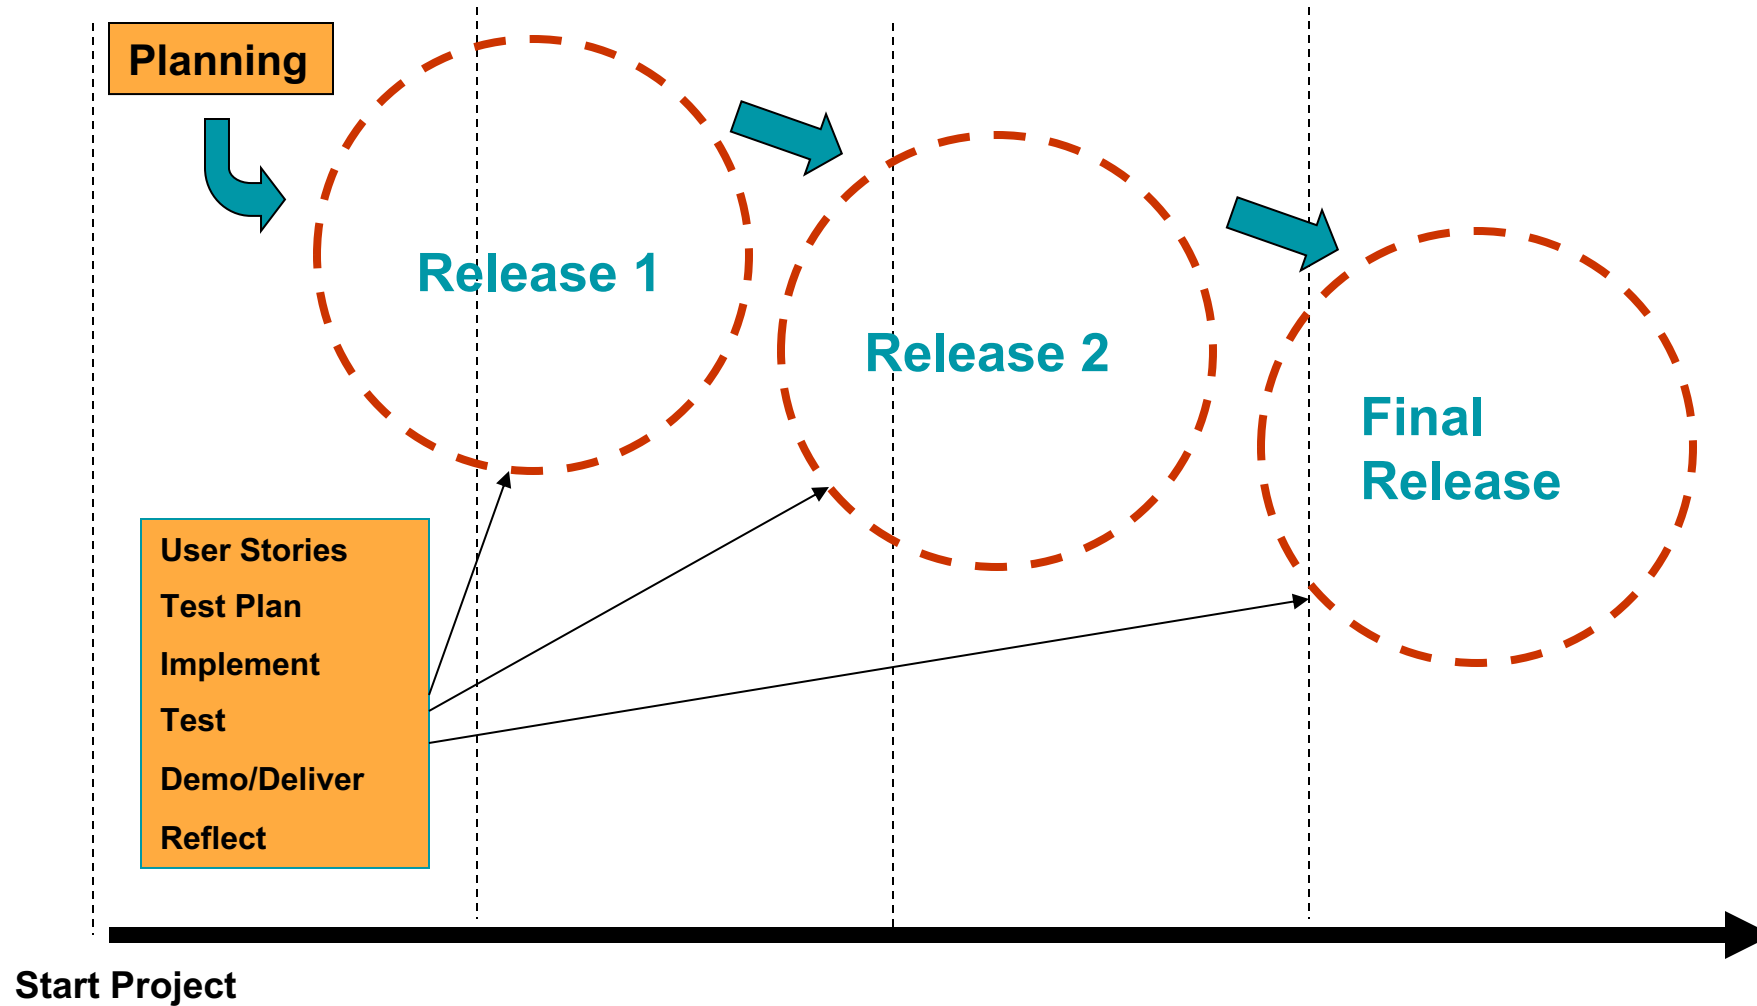 Planning
Release 1
Release 2
Final
Release
User Stories
Test Plan
Implement
Test
Demo/Deliver
Reflect
Start Project